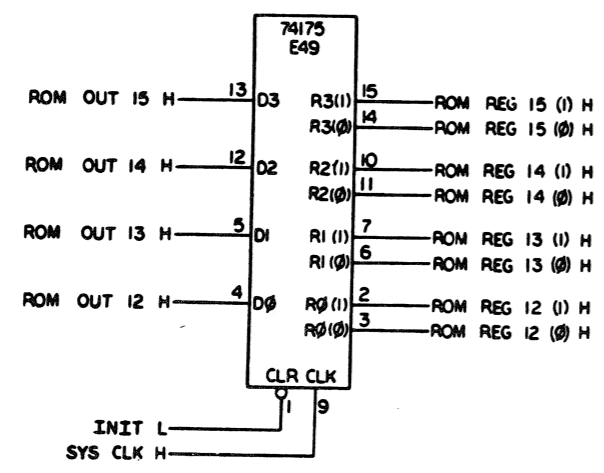 74175
E49
ROM OUT 15 H 13 D3 R3(1) 15 ROM REG 15 (1) H
R3(Ø) 14 ROM REG 15 (Ø) H
ROM OUT 14 H 12 D2 R2(1) 10 ROM REG 14 (1) H
R2(Ø) 11 ROM REG 14 (Ø) H
ROM OUT 13 H 5 D1 R1(1) 7 ROM REG 13 (1) H
R1(Ø) 6 ROM REG 13 (Ø) H
ROM OUT 12 H 4 DØ RØ(1) 2 ROM REG 12 (1) H
RØ(Ø) 3 ROM REG 12 (Ø) H
CLR CLK
1 9
INIT L
SYS CLK H